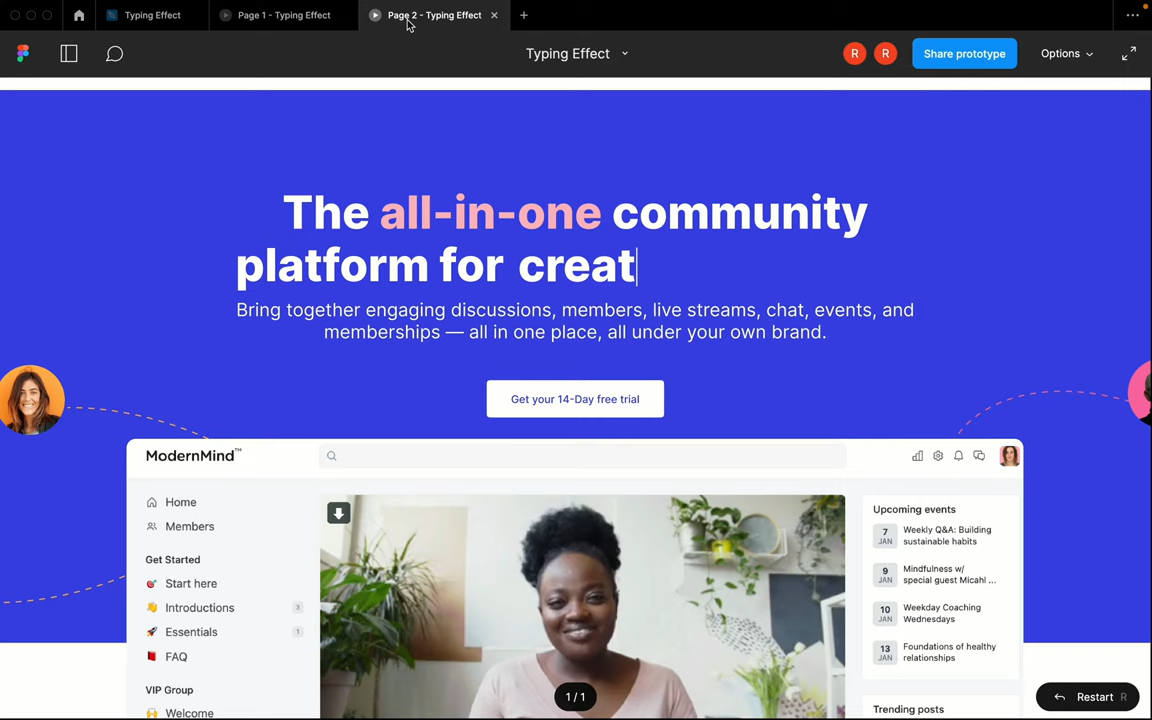 Typing Effect
Page 1 - Typing Effect
Page 2 - Typing Effect
Typing Effect
R
R
Share prototype
Options
The all-in-one community
platform for creat
Bring together engaging discussions, members, live streams, chat, events, and
memberships — all in one place, all under your own brand.
Get your 14-Day free trial
ModernMind™
Home
Members
Get Started
Start here
Introductions 3
Essentials 1
FAQ
VIP Group
Welcome
Upcoming events
7 JAN
Weekly Q&A: Building
sustainable habits
9 JAN
Mindfulness w/
special guest Micahl ...
10 JAN
Weekday Coaching
Wednesdays
13 JAN
Foundations of healthy
relationships
Trending posts
1 / 1
Restart R